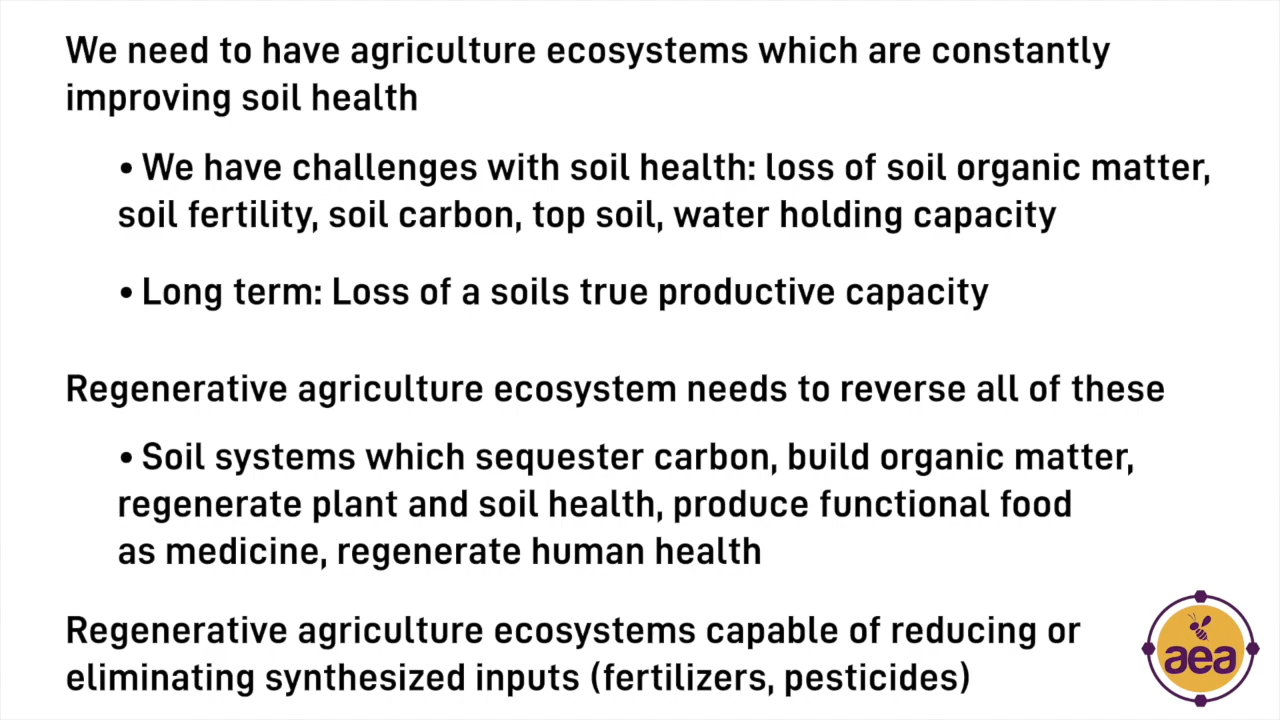 We need to have agriculture ecosystems which are constantly
improving soil health
• We have challenges with soil health: loss of soil organic matter,
soil fertility, soil carbon, top soil, water holding capacity
• Long term: Loss of a soils true productive capacity
Regenerative agriculture ecosystem needs to reverse all of these
• Soil systems which sequester carbon, build organic matter,
regenerate plant and soil health, produce functional food
as medicine, regenerate human health
Regenerative agriculture ecosystems capable of reducing or
eliminating synthesized inputs (fertilizers, pesticides)
aea